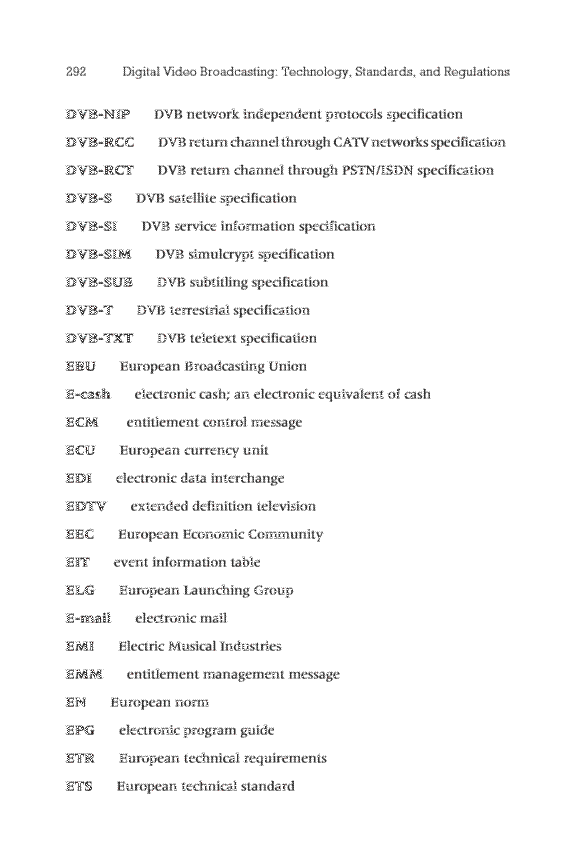 292 Digital Video Broadcasting: Technology, Standards, and Regulations
DVB-NIP DVB network independent protocols specification
DVB-RCC DVB return channel through CATV networks specification
DVB-RCT DVB return channel through PSTN/ISDN specification
DVB-S DVB satellite specification
DVB-SI DVB service information specification
DVB-SIM DVB simulcrypt specification
DVB-SUB DVB subtitling specification
DVB-T DVB terrestrial specification
DVB-TXT DVB teletext specification
EBU European Broadcasting Union
E-cash electronic cash; an electronic equivalent of cash
ECM entitlement control message
ECU European currency unit
EDI electronic data interchange
EDTV extended definition television
EEC European Economic Community
EIT event information table
ELG European Launching Group
E-mail electronic mail
EMI Electric Musical Industries
EMM entitlement management message
EN European norm
EPG electronic program guide
ETR European technical requirements
ETS European technical standard